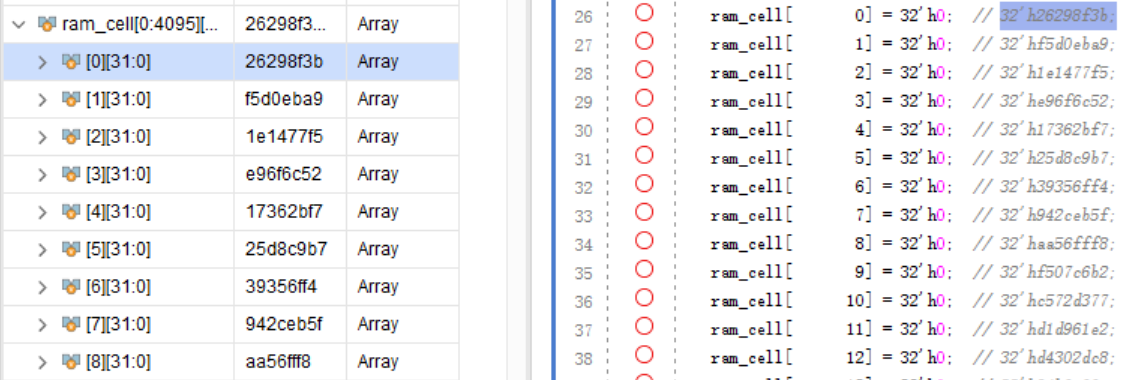 ram_cell[0:4095][... 26298f3... Array
[0][31:0] 26298f3b Array
[1][31:0] f5d0eba9 Array
[2][31:0] 1e1477f5 Array
[3][31:0] e96f6c52 Array
[4][31:0] 17362bf7 Array
[5][31:0] 25d8c9b7 Array
[6][31:0] 39356ff4 Array
[7][31:0] 942ceb5f Array
[8][31:0] aa56fff8 Array
26 ram_cell[ 0] = 32'h0; // 32'h26298f3b;
27 ram_cell[ 1] = 32'h0; // 32'hf5d0eba9;
28 ram_cell[ 2] = 32'h0; // 32'h1e1477f5;
29 ram_cell[ 3] = 32'h0; // 32'he96f6c52;
30 ram_cell[ 4] = 32'h0; // 32'h17362bf7;
31 ram_cell[ 5] = 32'h0; // 32'h25d8c9b7;
32 ram_cell[ 6] = 32'h0; // 32'h39356ff4;
33 ram_cell[ 7] = 32'h0; // 32'h942ceb5f;
34 ram_cell[ 8] = 32'h0; // 32'haa56fff8;
35 ram_cell[ 9] = 32'h0; // 32'hf507c6b2;
36 ram_cell[ 10] = 32'h0; // 32'hc572d377;
37 ram_cell[ 11] = 32'h0; // 32'hd1d961e2;
38 ram_cell[ 12] = 32'h0; // 32'hd4302dc8;